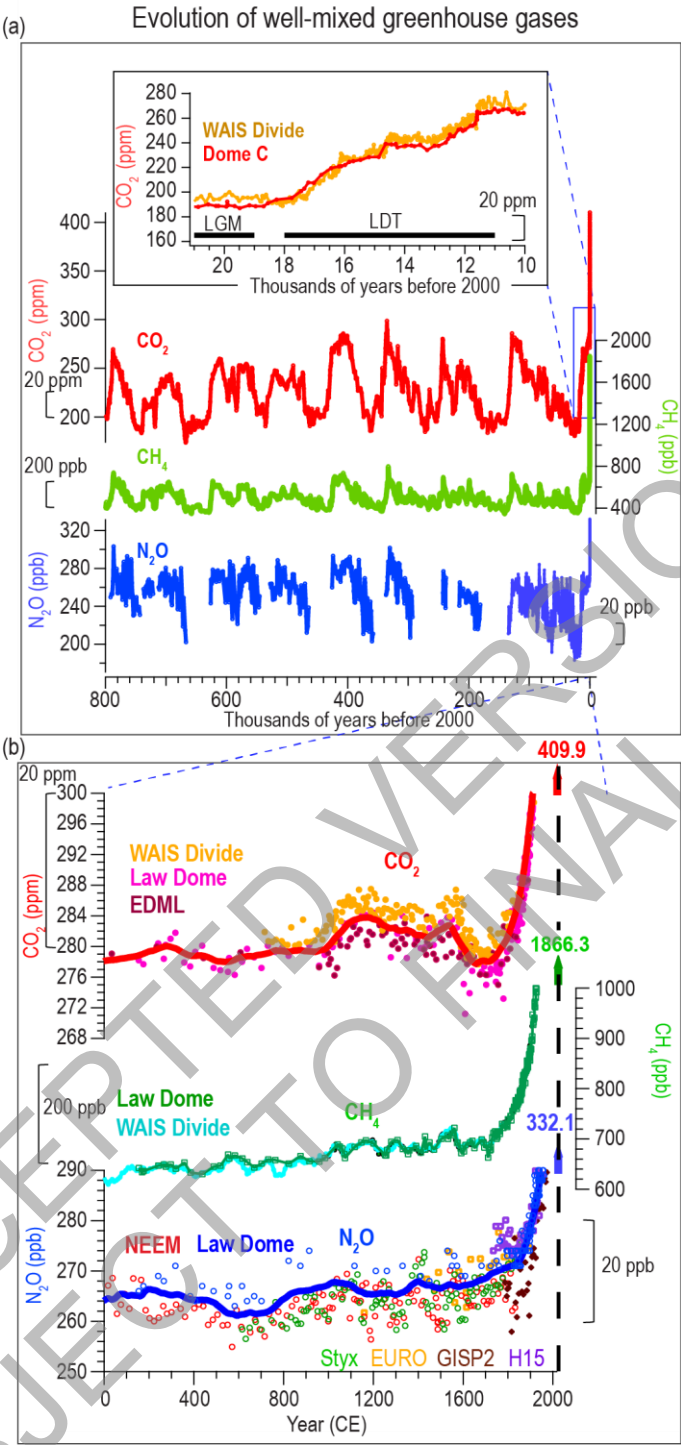 Evolution of well-mixed greenhouse gases
(a)
280
260
240
220
200
180
160
CO2 (ppm)
WAIS Divide
Dome C
LGM
LDT
20 ppm
20 18 16 14 12 10
Thousands of years before 2000
400
350
300
250
200
CO2 (ppm)
20 ppm
CO2
2000
1600
1200
800
400
CH4 (ppb)
CH4
200 ppb
320
280
240
200
N2O (ppb)
N2O
20 ppb
800 600 400 200 0
Thousands of years before 2000
(b)
409.9
20 ppm
300
296
292
288
284
280
276
272
268
CO2 (ppm)
WAIS Divide
Law Dome
EDML
CO2
1866.3
1000
900
800
700
600
CH4 (ppb)
200 ppb
Law Dome
WAIS Divide
CH4
332.1
290
280
270
260
250
N2O (ppb)
NEEM Law Dome N2O
20 ppb
Styx EURO GISP2 H15
0 400 800 1200 1600 2000
Year (CE)
CCEPTED VERSIO
JECT TO FINAL